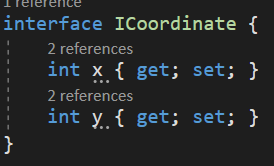 1 reference
interface ICoordinate {
2 references
int x { get; set; }
2 references
int y { get; set; }
}